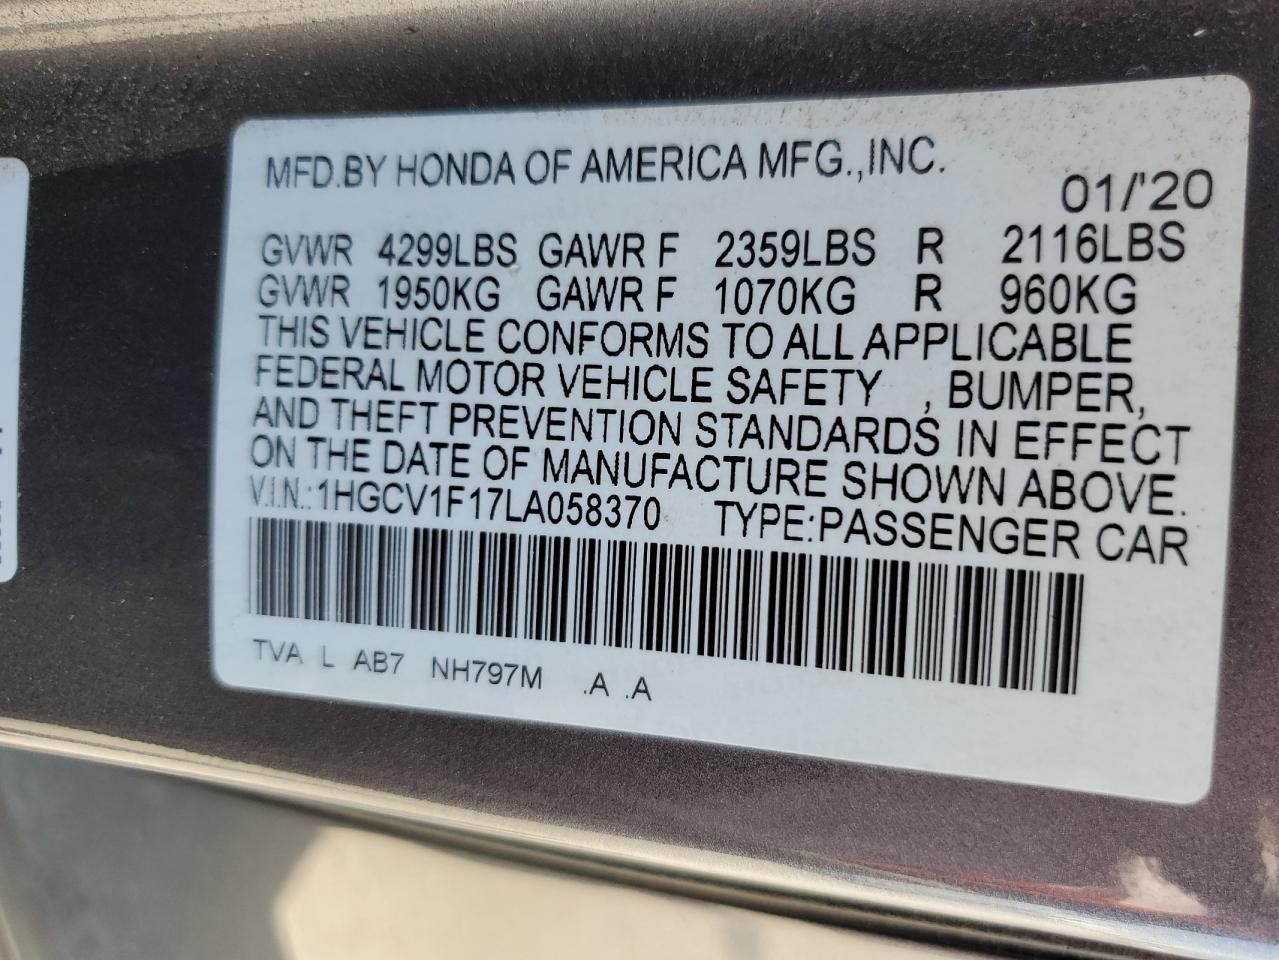 MFD.BY HONDA OF AMERICA MFG.,INC.
01/'20
GVWR 4299LBS GAWR F 2359LBS R 2116LBS
GVWR 1950KG GAWR F 1070KG R 960KG
THIS VEHICLE CONFORMS TO ALL APPLICABLE
FEDERAL MOTOR VEHICLE SAFETY , BUMPER,
AND THEFT PREVENTION STANDARDS IN EFFECT
ON THE DATE OF MANUFACTURE SHOWN ABOVE.
V.I.N.:1HGCV1F17LA058370 TYPE:PASSENGER CAR
TVA L AB7 NH797M .A .A